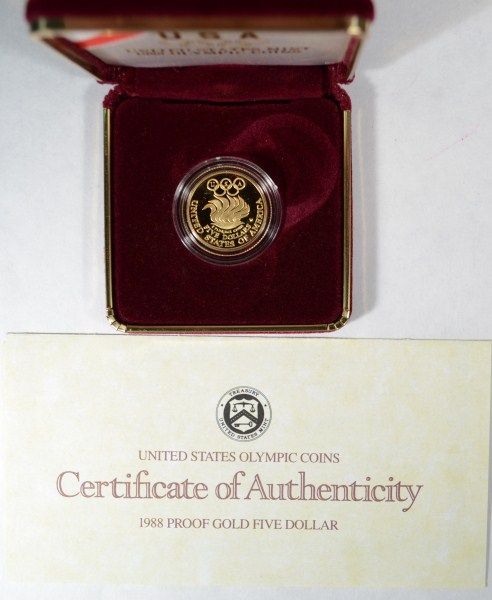 USA
FIVE DOLLARS
UNITED STATES OF AMERICA
TREASURY
UNITED STATES MINT
UNITED STATES OLYMPIC COINS
Certificate of Authenticity
1988 PROOF GOLD FIVE DOLLAR